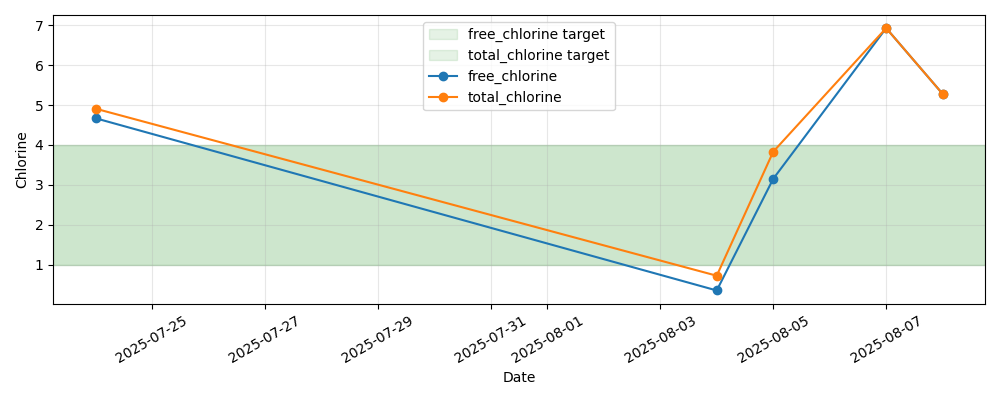 7
6
5
4
3
2
1
Chlorine
free_chlorine target
total_chlorine target
free_chlorine
total_chlorine
2025-07-25
2025-07-27
2025-07-29
2025-07-31
2025-08-01
2025-08-03
2025-08-05
2025-08-07
Date